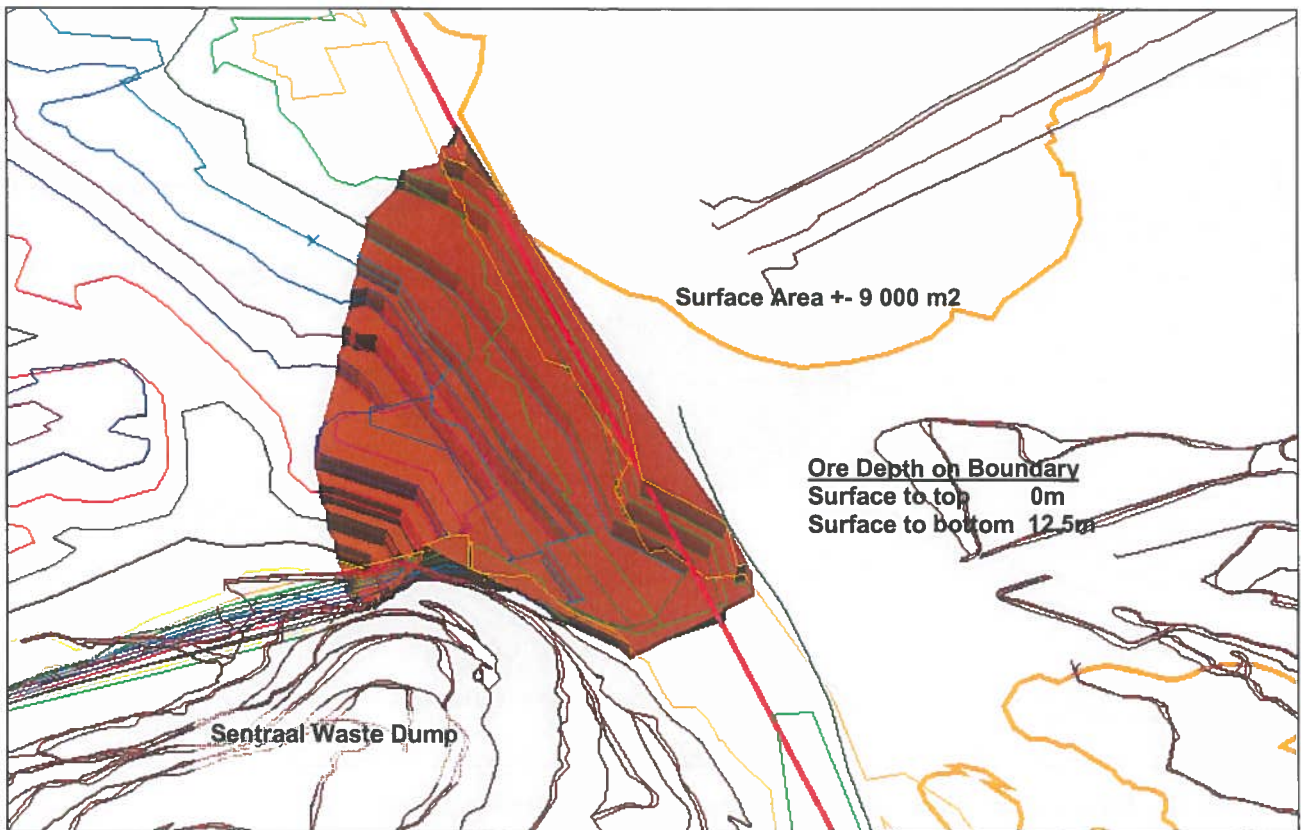 Surface Area +- 9 000 m2
Ore Depth on Boundary
Surface to top 0m
Surface to bottom 12.5m
Sentraal Waste Dump